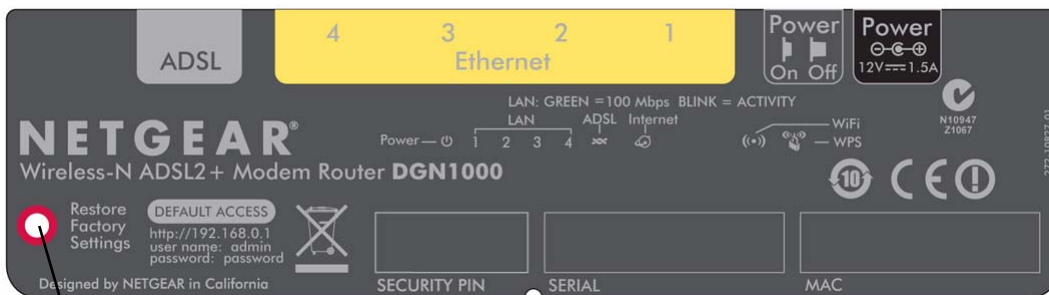 ADSL
4 3 2 1
Ethernet
Power
On Off
Power
12V 1.5A
LAN: GREEN =100 Mbps BLINK = ACTIVITY
LAN ADSL Internet
Power 1 2 3 4
WiFi
WPS
N10947
Z1067
272-10827-01
NETGEAR®
Wireless-N ADSL2+ Modem Router DGN1000
10
CE
Restore
Factory
Settings
DEFAULT ACCESS
http://192.168.0.1
user name: admin
password: password
Designed by NETGEAR in California
SECURITY PIN
SERIAL
MAC